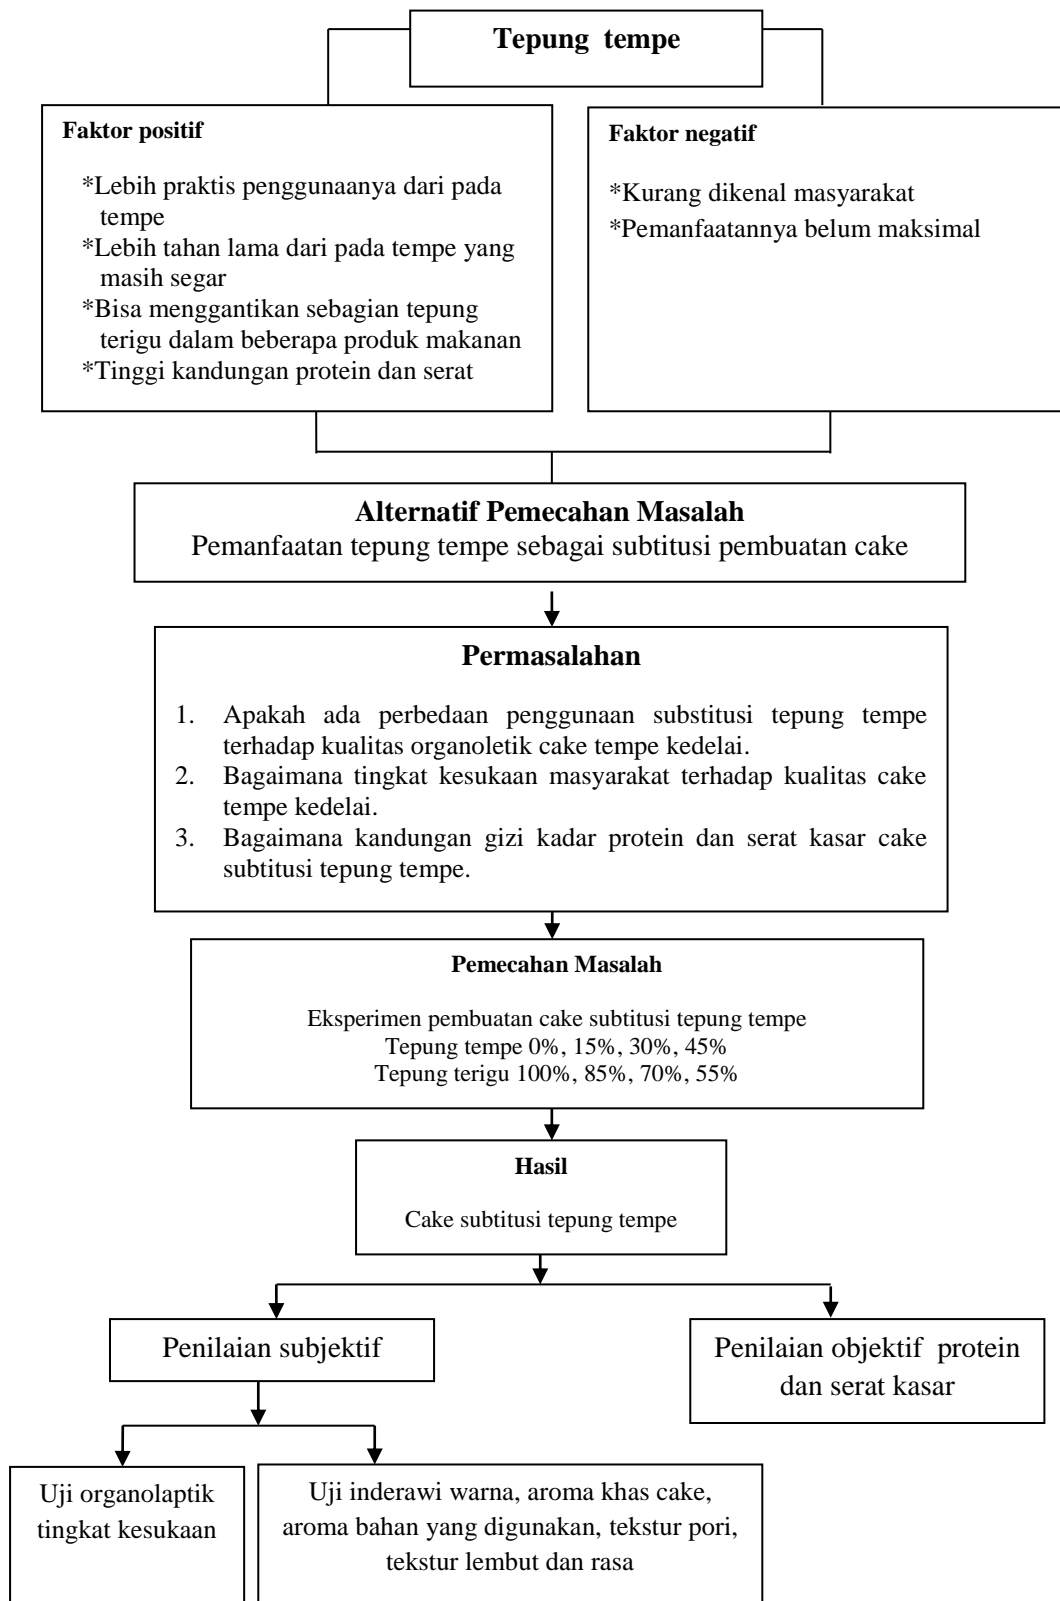 Tepung tempe
Faktor positif
*Lebih praktis penggunaanya dari pada
tempe
*Lebih tahan lama dari pada tempe yang
masih segar
*Bisa menggantikan sebagian tepung
terigu dalam beberapa produk makanan
*Tinggi kandungan protein dan serat
Faktor negatif
*Kurang dikenal masyarakat
*Pemanfaatannya belum maksimal
Alternatif Pemecahan Masalah
Pemanfaatan tepung tempe sebagai subtitusi pembuatan cake
Permasalahan
1. Apakah ada perbedaan penggunaan substitusi tepung tempe
terhadap kualitas organoletik cake tempe kedelai.
2. Bagaimana tingkat kesukaan masyarakat terhadap kualitas cake
tempe kedelai.
3. Bagaimana kandungan gizi kadar protein dan serat kasar cake
subtitusi tepung tempe.
Pemecahan Masalah
Eksperimen pembuatan cake subtitusi tepung tempe
Tepung tempe 0%, 15%, 30%, 45%
Tepung terigu 100%, 85%, 70%, 55%
Hasil
Cake subtitusi tepung tempe
Penilaian subjektif
Penilaian objektif protein
dan serat kasar
Uji organolaptik
tingkat kesukaan
Uji inderawi warna, aroma khas cake,
aroma bahan yang digunakan, tekstur pori,
tekstur lembut dan rasa